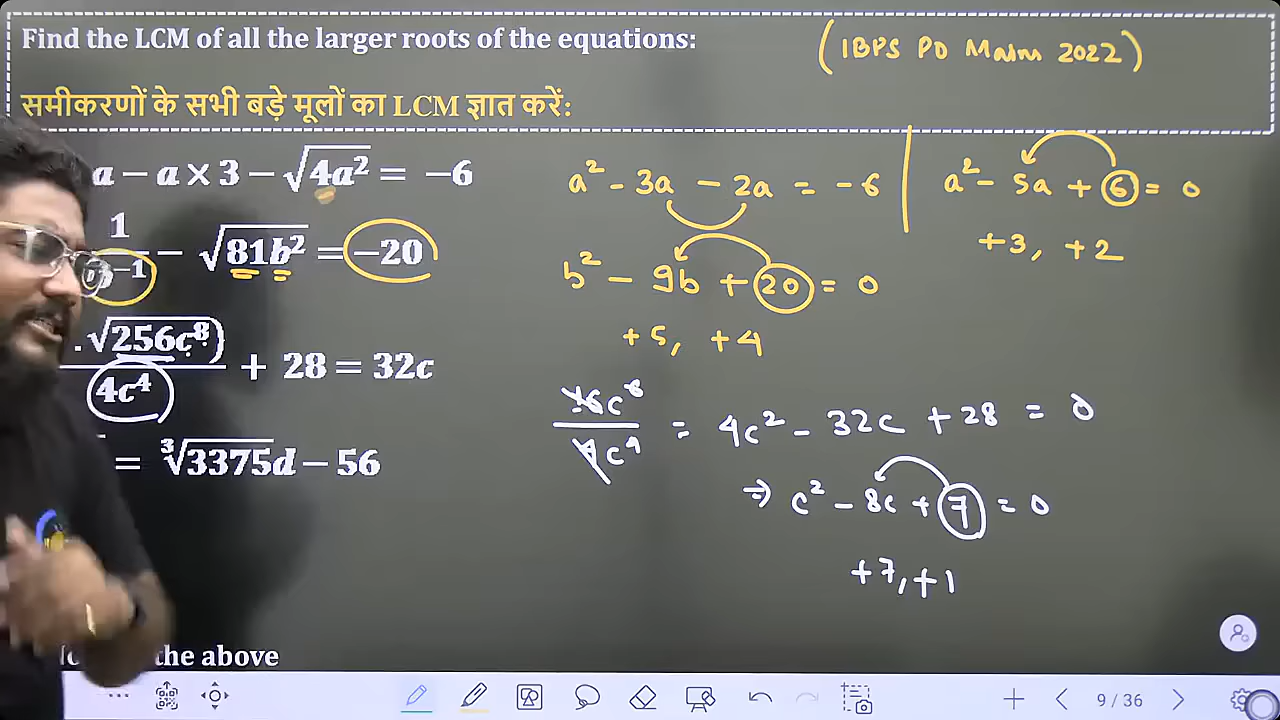 Find the LCM of all the larger roots of the equations:
(IBPS PO Mains 2022)
समीकरणों के सभी बड़े मूलों का LCM ज्ञात करें:
a − a × 3 − √4a² = −6
1
− √81b² = −20
−1
√256c⁸)
+ 28 = 32c
4c⁴
= ∛3375d − 56
the above
a² - 3a - 2a = -6
b² - 9b + 20 = 0
+5, +4
a² - 5a + 6 = 0
+3, +2
= 4c² - 32c + 28 = 0
⇒ c² - 8c + 7 = 0
+7, +1
9 / 36